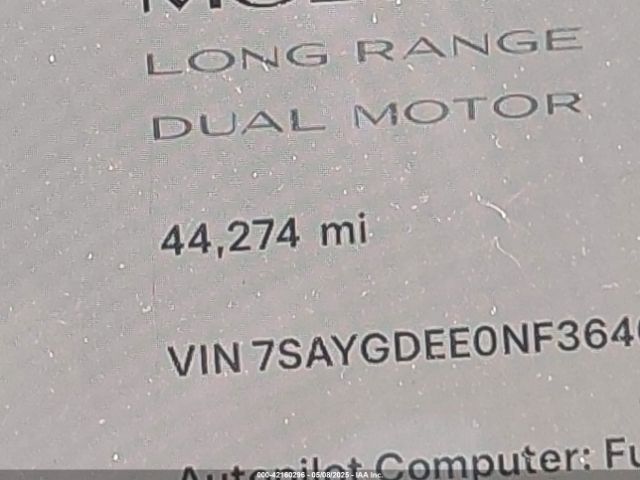 LONG RANGE
DUAL MOTOR
44,274 mi
VIN 7SAYGDEE0NF364
Autopilot Computer: Fu
000-42160296 - 05/08/2025 - IAA Inc.